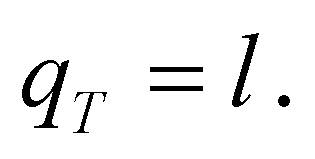 q_T = l.